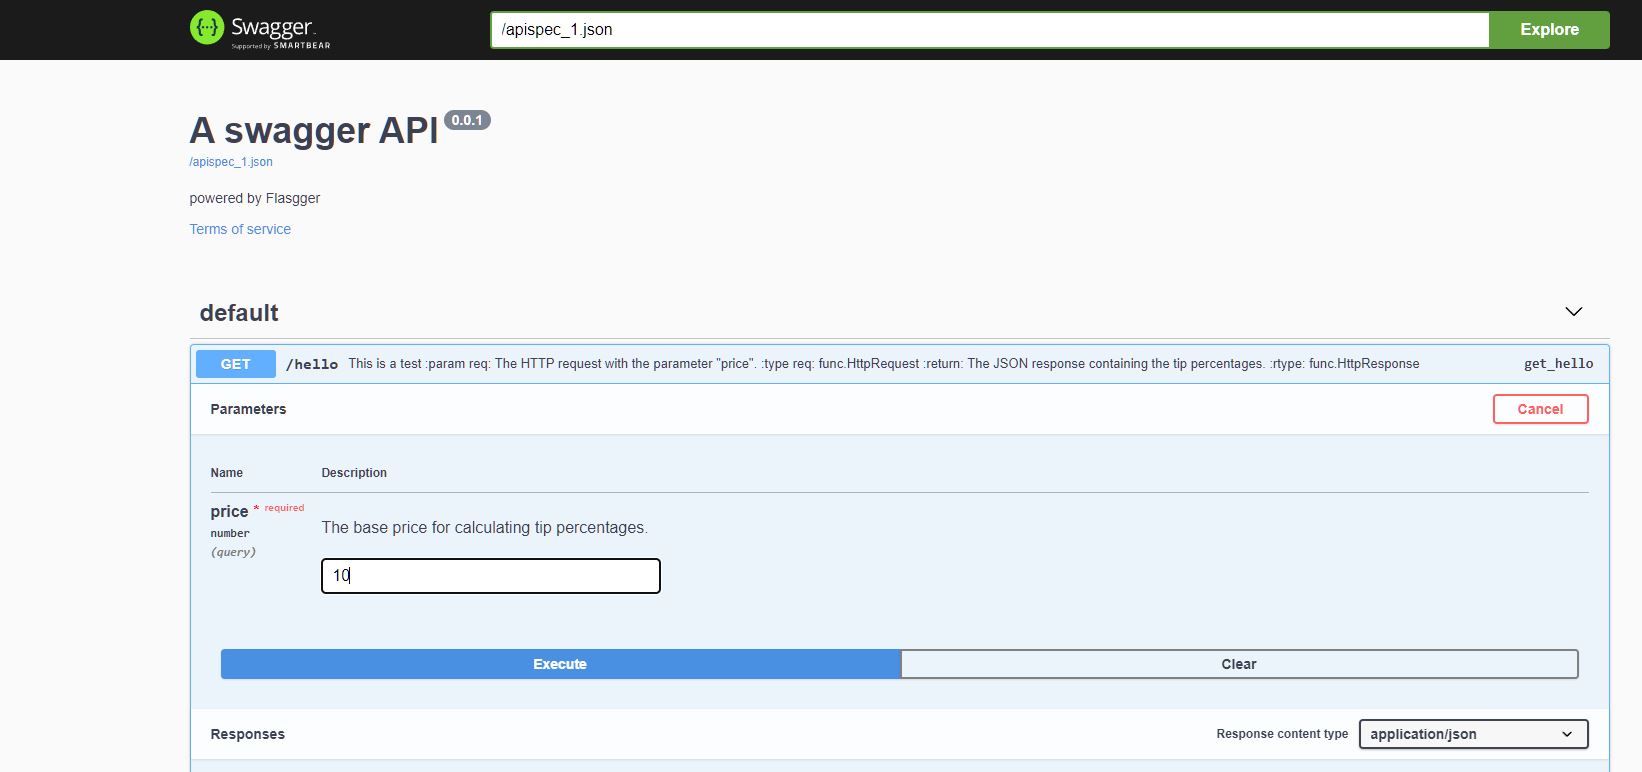 Swagger.
Supported by SMARTBEAR
/apispec_1.json
Explore
A swagger API 0.0.1
/apispec_1.json
powered by Flasgger
Terms of service
default
GET /hello This is a test :param req: The HTTP request with the parameter "price". :type req: func.HttpRequest :return: The JSON response containing the tip percentages. :rtype: func.HttpResponse get_hello
Parameters Cancel
Name Description
price * required
number
(query)
The base price for calculating tip percentages.
10
Execute Clear
Responses Response content type application/json